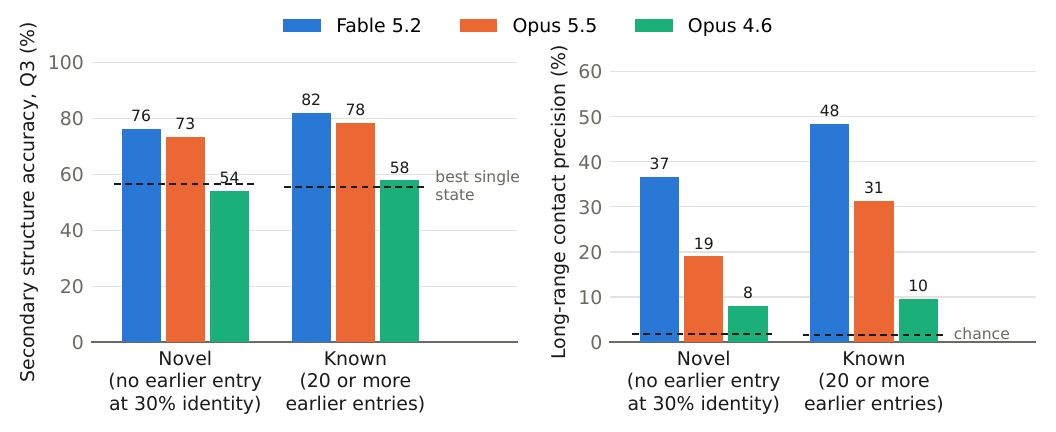 Fable 5.2
Opus 5.5
Opus 4.6
Secondary structure accuracy, Q3 (%)
100
80
60
40
20
0
76
73
54
82
78
58
best single
state
Novel
(no earlier entry
at 30% identity)
Known
(20 or more
earlier entries)
Long-range contact precision (%)
60
50
40
30
20
10
0
37
19
8
48
31
10
chance
Novel
(no earlier entry
at 30% identity)
Known
(20 or more
earlier entries)